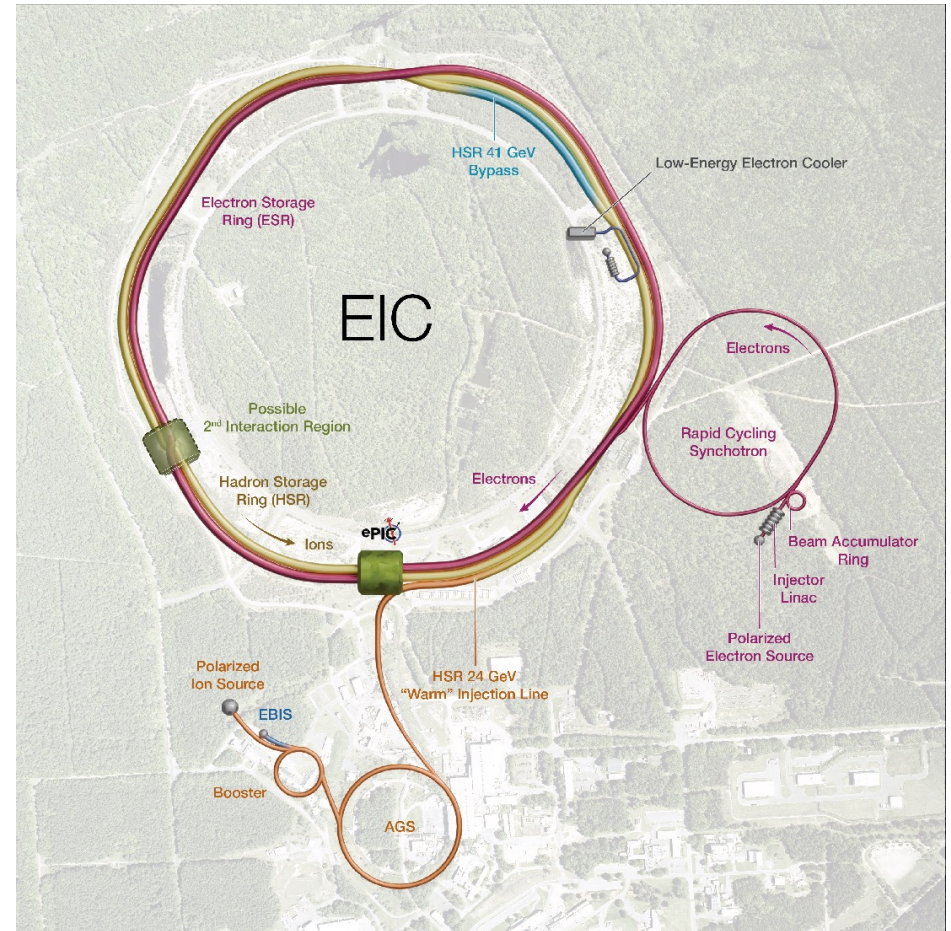 HSR 41 GeV
Bypass
Low-Energy Electron Cooler
Electron Storage
Ring (ESR)
EIC
Electrons
Possible
2nd Interaction Region
Rapid Cycling
Synchotron
Hadron Storage
Ring (HSR)
Electrons
Ions
ePIC
Beam Accumulator
Ring
Injector
Linac
Polarized
Electron Source
Polarized
Ion Source
HSR 24 GeV
“Warm” Injection Line
EBIS
Booster
AGS